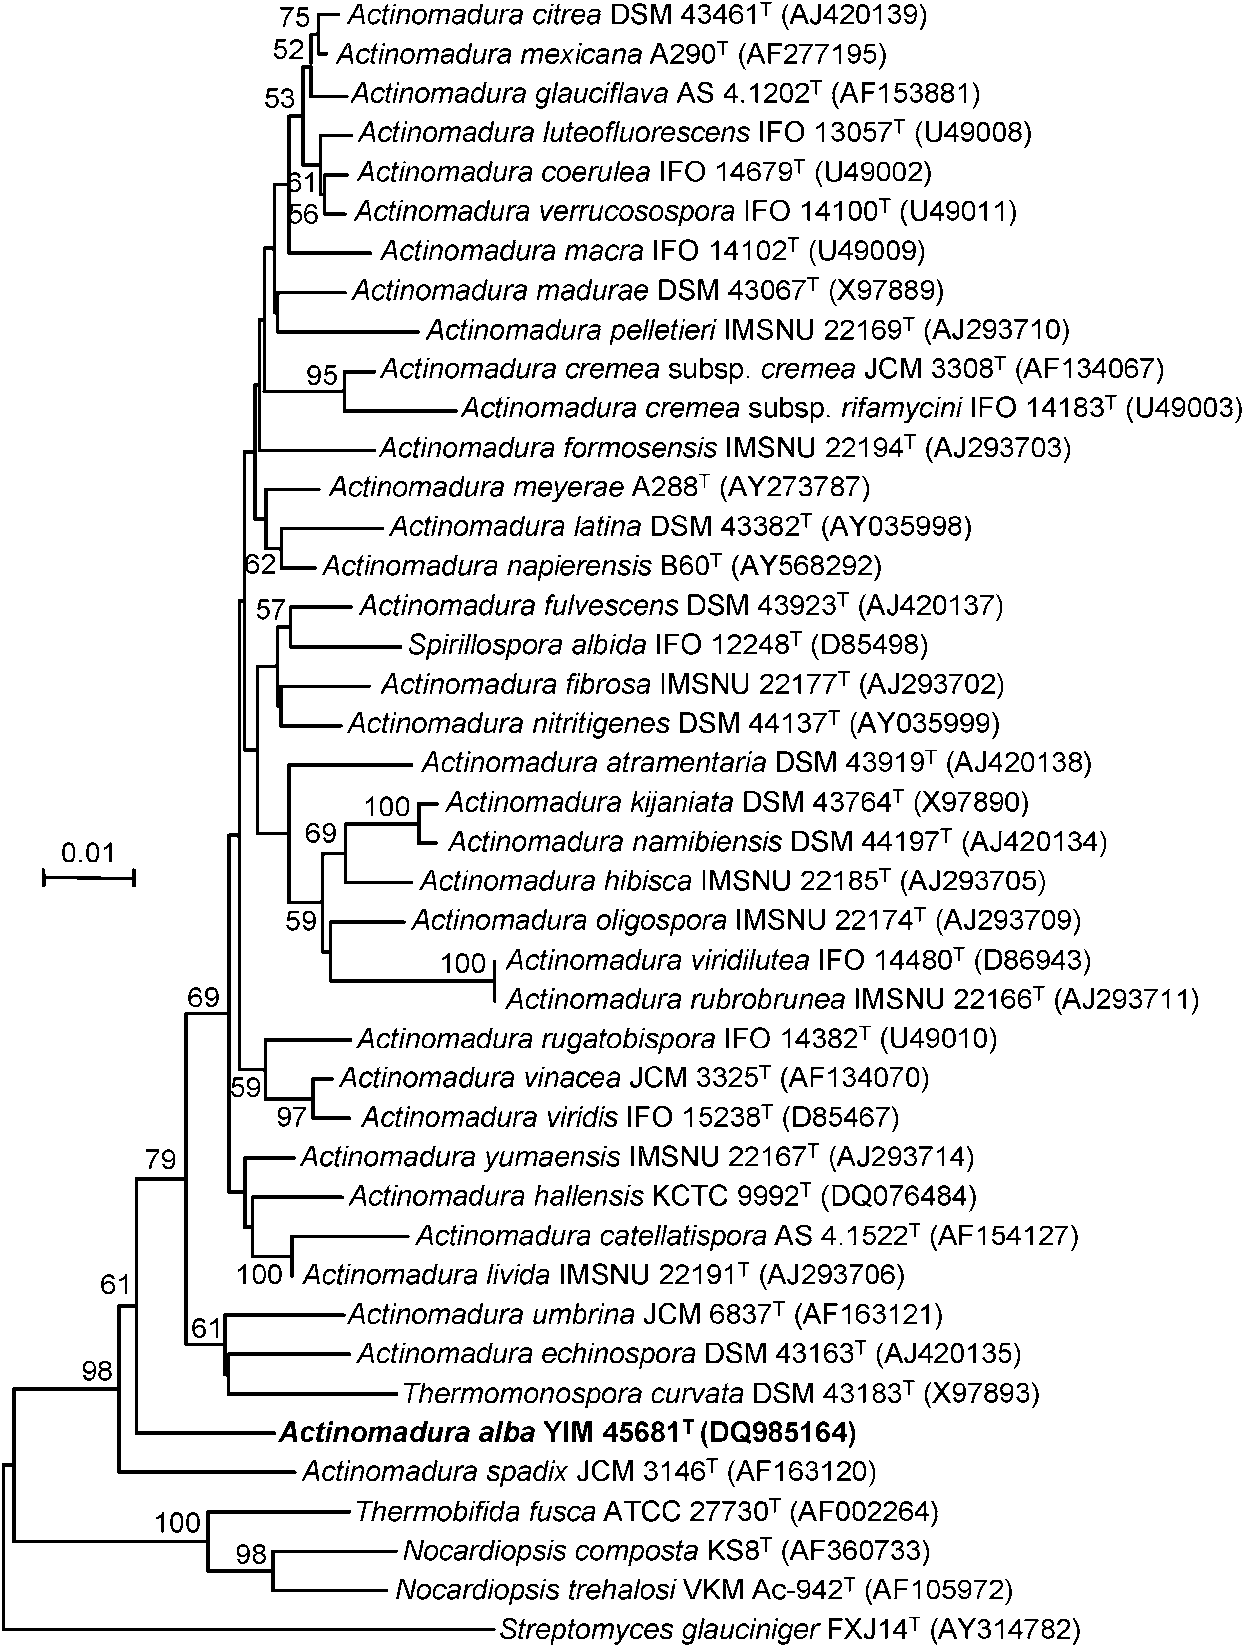 75
Actinomadura citrea DSM 43461ᵀ (AJ420139)
52
Actinomadura mexicana A290ᵀ (AF277195)
53
Actinomadura glauciflava AS 4.1202ᵀ (AF153881)
Actinomadura luteofluorescens IFO 13057ᵀ (U49008)
61
Actinomadura coerulea IFO 14679ᵀ (U49002)
56
Actinomadura verrucosospora IFO 14100ᵀ (U49011)
Actinomadura macra IFO 14102ᵀ (U49009)
Actinomadura madurae DSM 43067ᵀ (X97889)
Actinomadura pelletieri IMSNU 22169ᵀ (AJ293710)
95
Actinomadura cremea subsp. cremea JCM 3308ᵀ (AF134067)
Actinomadura cremea subsp. rifamycini IFO 14183ᵀ (U49003)
Actinomadura formosensis IMSNU 22194ᵀ (AJ293703)
Actinomadura meyerae A288ᵀ (AY273787)
Actinomadura latina DSM 43382ᵀ (AY035998)
62
Actinomadura napierensis B60ᵀ (AY568292)
57
Actinomadura fulvescens DSM 43923ᵀ (AJ420137)
Spirillospora albida IFO 12248ᵀ (D85498)
Actinomadura fibrosa IMSNU 22177ᵀ (AJ293702)
Actinomadura nitritigenes DSM 44137ᵀ (AY035999)
Actinomadura atramentaria DSM 43919ᵀ (AJ420138)
100
Actinomadura kijaniata DSM 43764ᵀ (X97890)
69
Actinomadura namibiensis DSM 44197ᵀ (AJ420134)
0.01
Actinomadura hibisca IMSNU 22185ᵀ (AJ293705)
59
Actinomadura oligospora IMSNU 22174ᵀ (AJ293709)
100
Actinomadura viridilutea IFO 14480ᵀ (D86943)
69
Actinomadura rubrobrunea IMSNU 22166ᵀ (AJ293711)
Actinomadura rugatobispora IFO 14382ᵀ (U49010)
59
Actinomadura vinacea JCM 3325ᵀ (AF134070)
97
Actinomadura viridis IFO 15238ᵀ (D85467)
79
Actinomadura yumaensis IMSNU 22167ᵀ (AJ293714)
Actinomadura hallensis KCTC 9992ᵀ (DQ076484)
Actinomadura catellatispora AS 4.1522ᵀ (AF154127)
100
Actinomadura livida IMSNU 22191ᵀ (AJ293706)
61
Actinomadura umbrina JCM 6837ᵀ (AF163121)
61
Actinomadura echinospora DSM 43163ᵀ (AJ420135)
98
Thermomonospora curvata DSM 43183ᵀ (X97893)
Actinomadura alba YIM 45681ᵀ (DQ985164)
Actinomadura spadix JCM 3146ᵀ (AF163120)
100
Thermobifida fusca ATCC 27730ᵀ (AF002264)
98
Nocardiopsis composta KS8ᵀ (AF360733)
Nocardiopsis trehalosi VKM Ac-942ᵀ (AF105972)
Streptomyces glauciniger FXJ14ᵀ (AY314782)